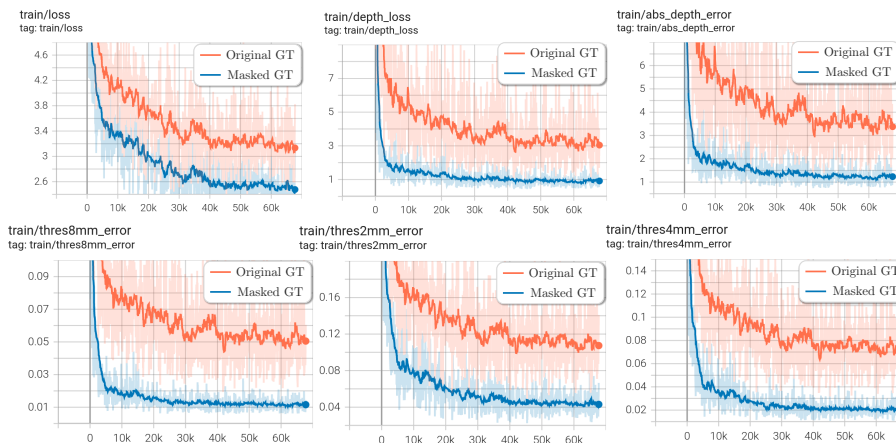 train/loss
tag: train/loss
4.6
4.2
3.8
3.4
3
2.6
0 10k 20k 30k 40k 50k 60k
Original GT
Masked GT
train/depth_loss
tag: train/depth_loss
7
5
3
1
0 10k 20k 30k 40k 50k 60k
Original GT
Masked GT
train/abs_depth_error
tag: train/abs_depth_error
6
5
4
3
2
1
0 10k 20k 30k 40k 50k 60k
Original GT
Masked GT
train/thres8mm_error
tag: train/thres8mm_error
0.09
0.07
0.05
0.03
0.01
0 10k 20k 30k 40k 50k 60k
Original GT
Masked GT
train/thres2mm_error
tag: train/thres2mm_error
0.16
0.12
0.08
0.04
0 10k 20k 30k 40k 50k 60k
Original GT
Masked GT
train/thres4mm_error
tag: train/thres4mm_error
0.14
0.12
0.1
0.08
0.06
0.04
0.02
0 10k 20k 30k 40k 50k 60k
Original GT
Masked GT